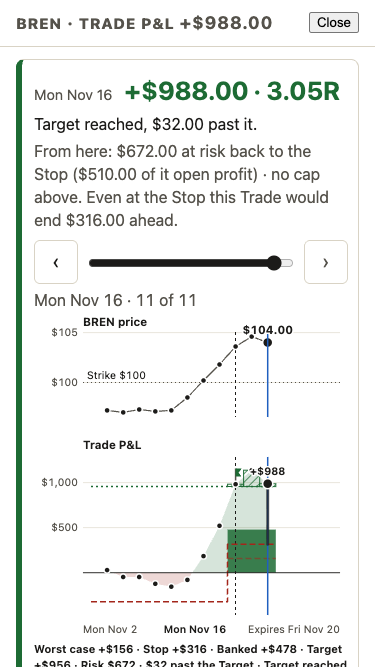 BREN · TRADE P&L +$988.00
Close
Mon Nov 16 +$988.00 · 3.05R
Target reached, $32.00 past it.
From here: $672.00 at risk back to the
Stop ($510.00 of it open profit) · no cap
above. Even at the Stop this Trade would
end $316.00 ahead.
‹ ›
Mon Nov 16 · 11 of 11
BREN price
$105
$104.00
$100
Strike $100
Trade P&L
+$988
$1,000
$500
Mon Nov 2 Mon Nov 16 Expires Fri Nov 20
Worst case +$156 · Stop +$316 · Banked +$478 · Target
+$956 · Risk $672 · $32 past the Target · Target reached